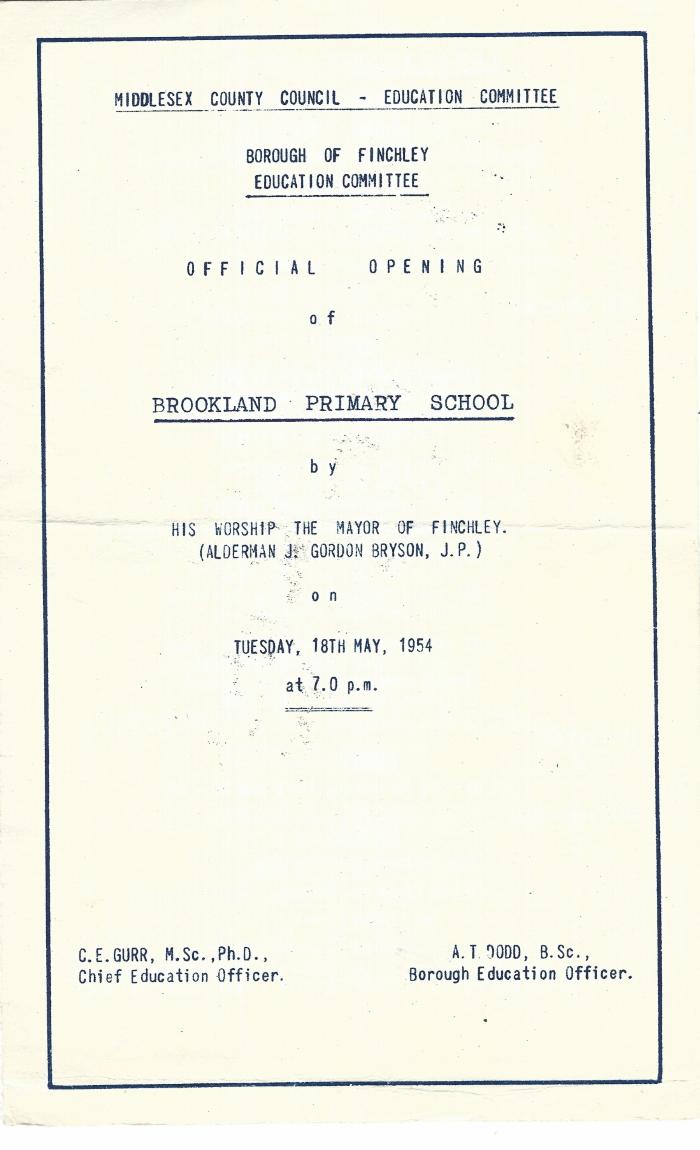 MIDDLESEX COUNTY COUNCIL - EDUCATION COMMITTEE
BOROUGH OF FINCHLEY
EDUCATION COMMITTEE
OFFICIAL OPENING
of
BROOKLAND PRIMARY SCHOOL
by
HIS WORSHIP THE MAYOR OF FINCHLEY.
(ALDERMAN J. GORDON BRYSON, J.P.)
on
TUESDAY, 18TH MAY, 1954
at 7.0 p.m.
C.E.GURR, M.Sc.,Ph.D.,
Chief Education Officer.
A.T.DODD, B.Sc.,
Borough Education Officer.